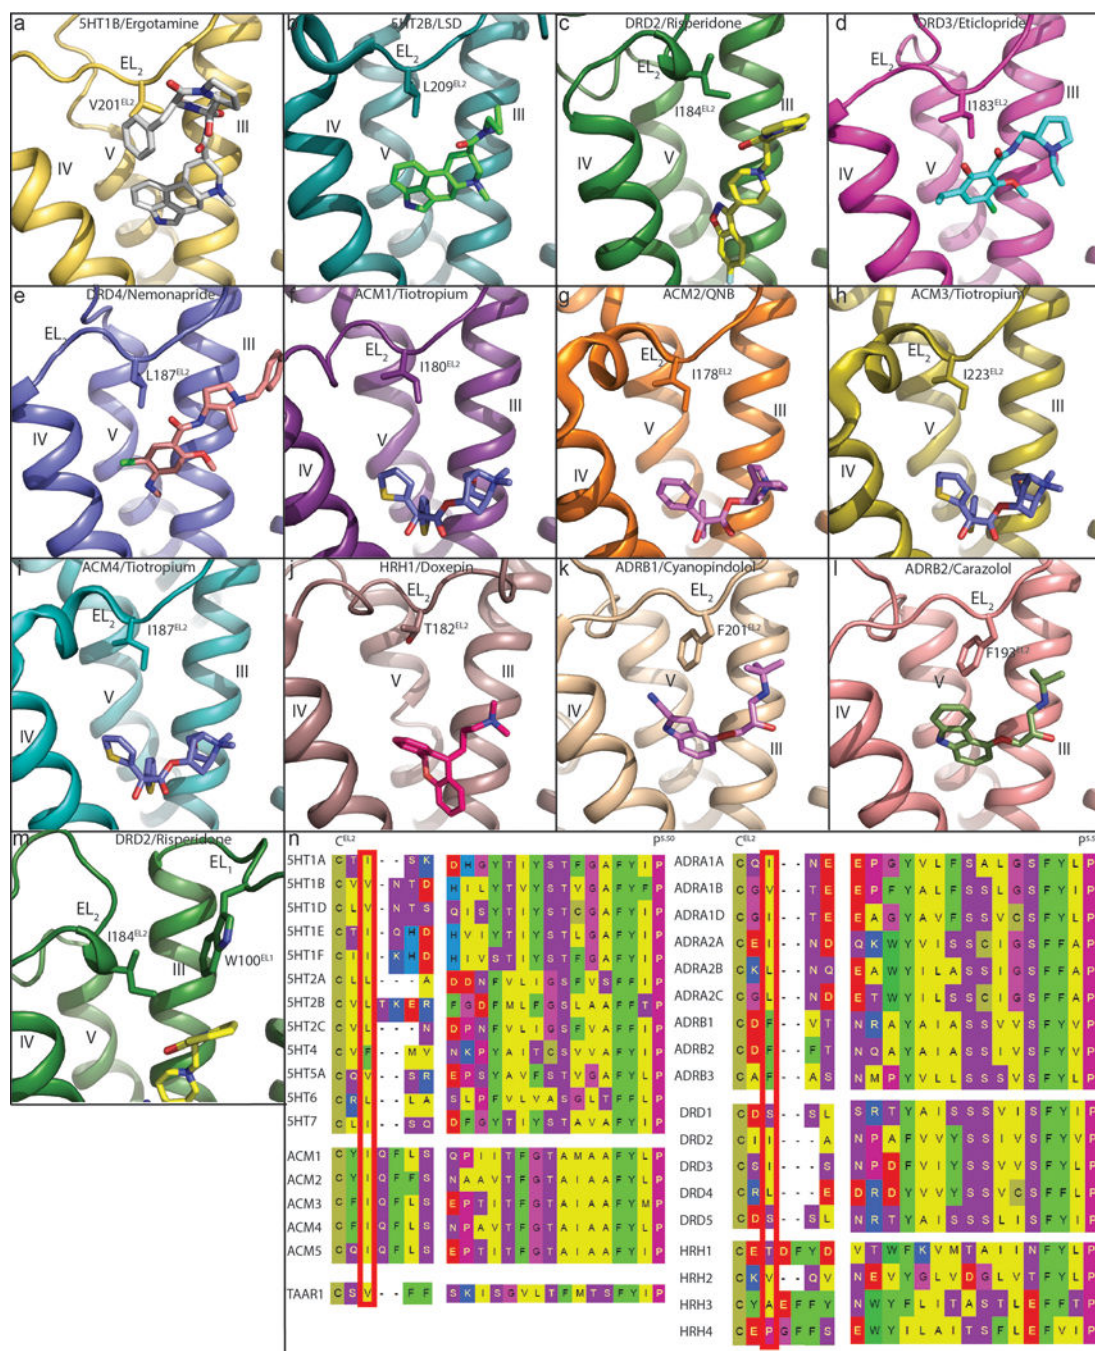 a 5HT1B/Ergotamine
EL2
V201EL2
III
IV
V
5HT2B/LSD
EL2
L209EL2
III
IV
V
c DRD2/Risperidone
EL2
I184EL2
III
IV
V
d DRD3/Eticlopride
EL2
I183EL2
III
IV
V
e DRD4/Nemonapride
EL2
L187EL2
III
IV
V
f ACM1/Tiotropium
EL2
I180EL2
III
IV
V
g ACM2/QNB
EL2
I178EL2
III
IV
V
h ACM3/Tiotropium
EL2
I223EL2
III
IV
V
i ACM4/Tiotropium
EL2
I187EL2
III
IV
V
j HRH1/Doxepin
EL2
T182EL2
III
IV
V
k ADRB1/Cyanopindolol
EL2
F201EL2
V
IV
III
l ADRB2/Carazolol
EL2
F193EL2
V
IV
III
m DRD2/Risperidone
EL1
EL2
I184EL2
III
W100EL1
IV
V
n CEL2 P5.50
5HT1A C T I - - S K D H G Y T I Y S T F G A F Y I P
5HT1B C V V - N T D H I L Y T V Y S T V G A F Y F P
5HT1D C L V - N T S Q I S Y T I Y S T C G A F Y I P
5HT1E C T I - Q H D H V I Y T I Y S T L G A F Y I P
5HT1F C I I - K H D H I V S T I Y S T F G A F Y I P
5HT2A C L L - - - A D D N F V L I G S F V S F F I P
5HT2B C V L T K E R F G D F M L F G S L A A F F T P
5HT2C C V L - - - N D P N F V L I G S F V A F F I P
5HT4 C V F - - M V N K P Y A I T C S V V A F Y I P
5HT5A C Q V - - S R E P S Y A V F S T V G A F Y I P
5HT6 C R L - - L A S L P F V L V A S G L T F F L P
5HT7 C L I - - S Q D F G Y T I Y S T A V A F Y I P
ACM1 C Y I Q F L S Q P I I T F G T A M A A F Y L P
ACM2 C Y I Q F F S N A A V T F G T A I A A F Y L P
ACM3 C F I Q F L S E P T I T F G T A I A A F Y M P
ACM4 C F I Q F L S N P A V T F G T A I A A F Y L P
ACM5 C Q I Q F L S E P T I T F G T A I A A F Y I P
TAAR1 C S V - - F F S K I S G V L T F M T S F Y I P
CEL2
ADRA1A C Q I - - N E E P G Y V L F S A L G S F Y L P
ADRA1B C G V - - T E E P F Y A L F S S L G S F Y I P
ADRA1D C G I - - T E E A G Y A V F S S V C S F Y L P
ADRA2A C E I - - N D Q K W Y V I S S C I G S F F A P
ADRA2B C K L - - N Q E A W Y I L A S S I G S F F A P
ADRA2C C G L - - N D E T W Y I L S S C I G S F F A P
ADRB1 C D F - - V T N R A Y A I A S S V V S F Y V P
ADRB2 C D F - - F T N Q A Y A I A S S I V S F Y V P
ADRB3 C A F - - A S N M P Y V L L S S S V S F Y L P
DRD1 C D S - - S L S R T Y A I S S S V I S F Y I P
DRD2 C I I - - - A N P A F V V Y S S I V S F Y V P
DRD3 C S I - - - S N P D F V I Y S S V V S F Y L P
DRD4 C R L - - - E D R D Y V V Y S S V C S F F L P
DRD5 C D S - - S L N R T Y A I S S S L I S F Y I P
HRH1 C E T D F Y D V T W F K V M T A I I N F Y L P
HRH2 C K V - - Q V N E V Y G L V D G L V T F Y L P
HRH3 C Y A E F F Y N W Y F L I T A S T L E F F T P
HRH4 C E P G F F S E W Y I L A I T S F L E F V I P